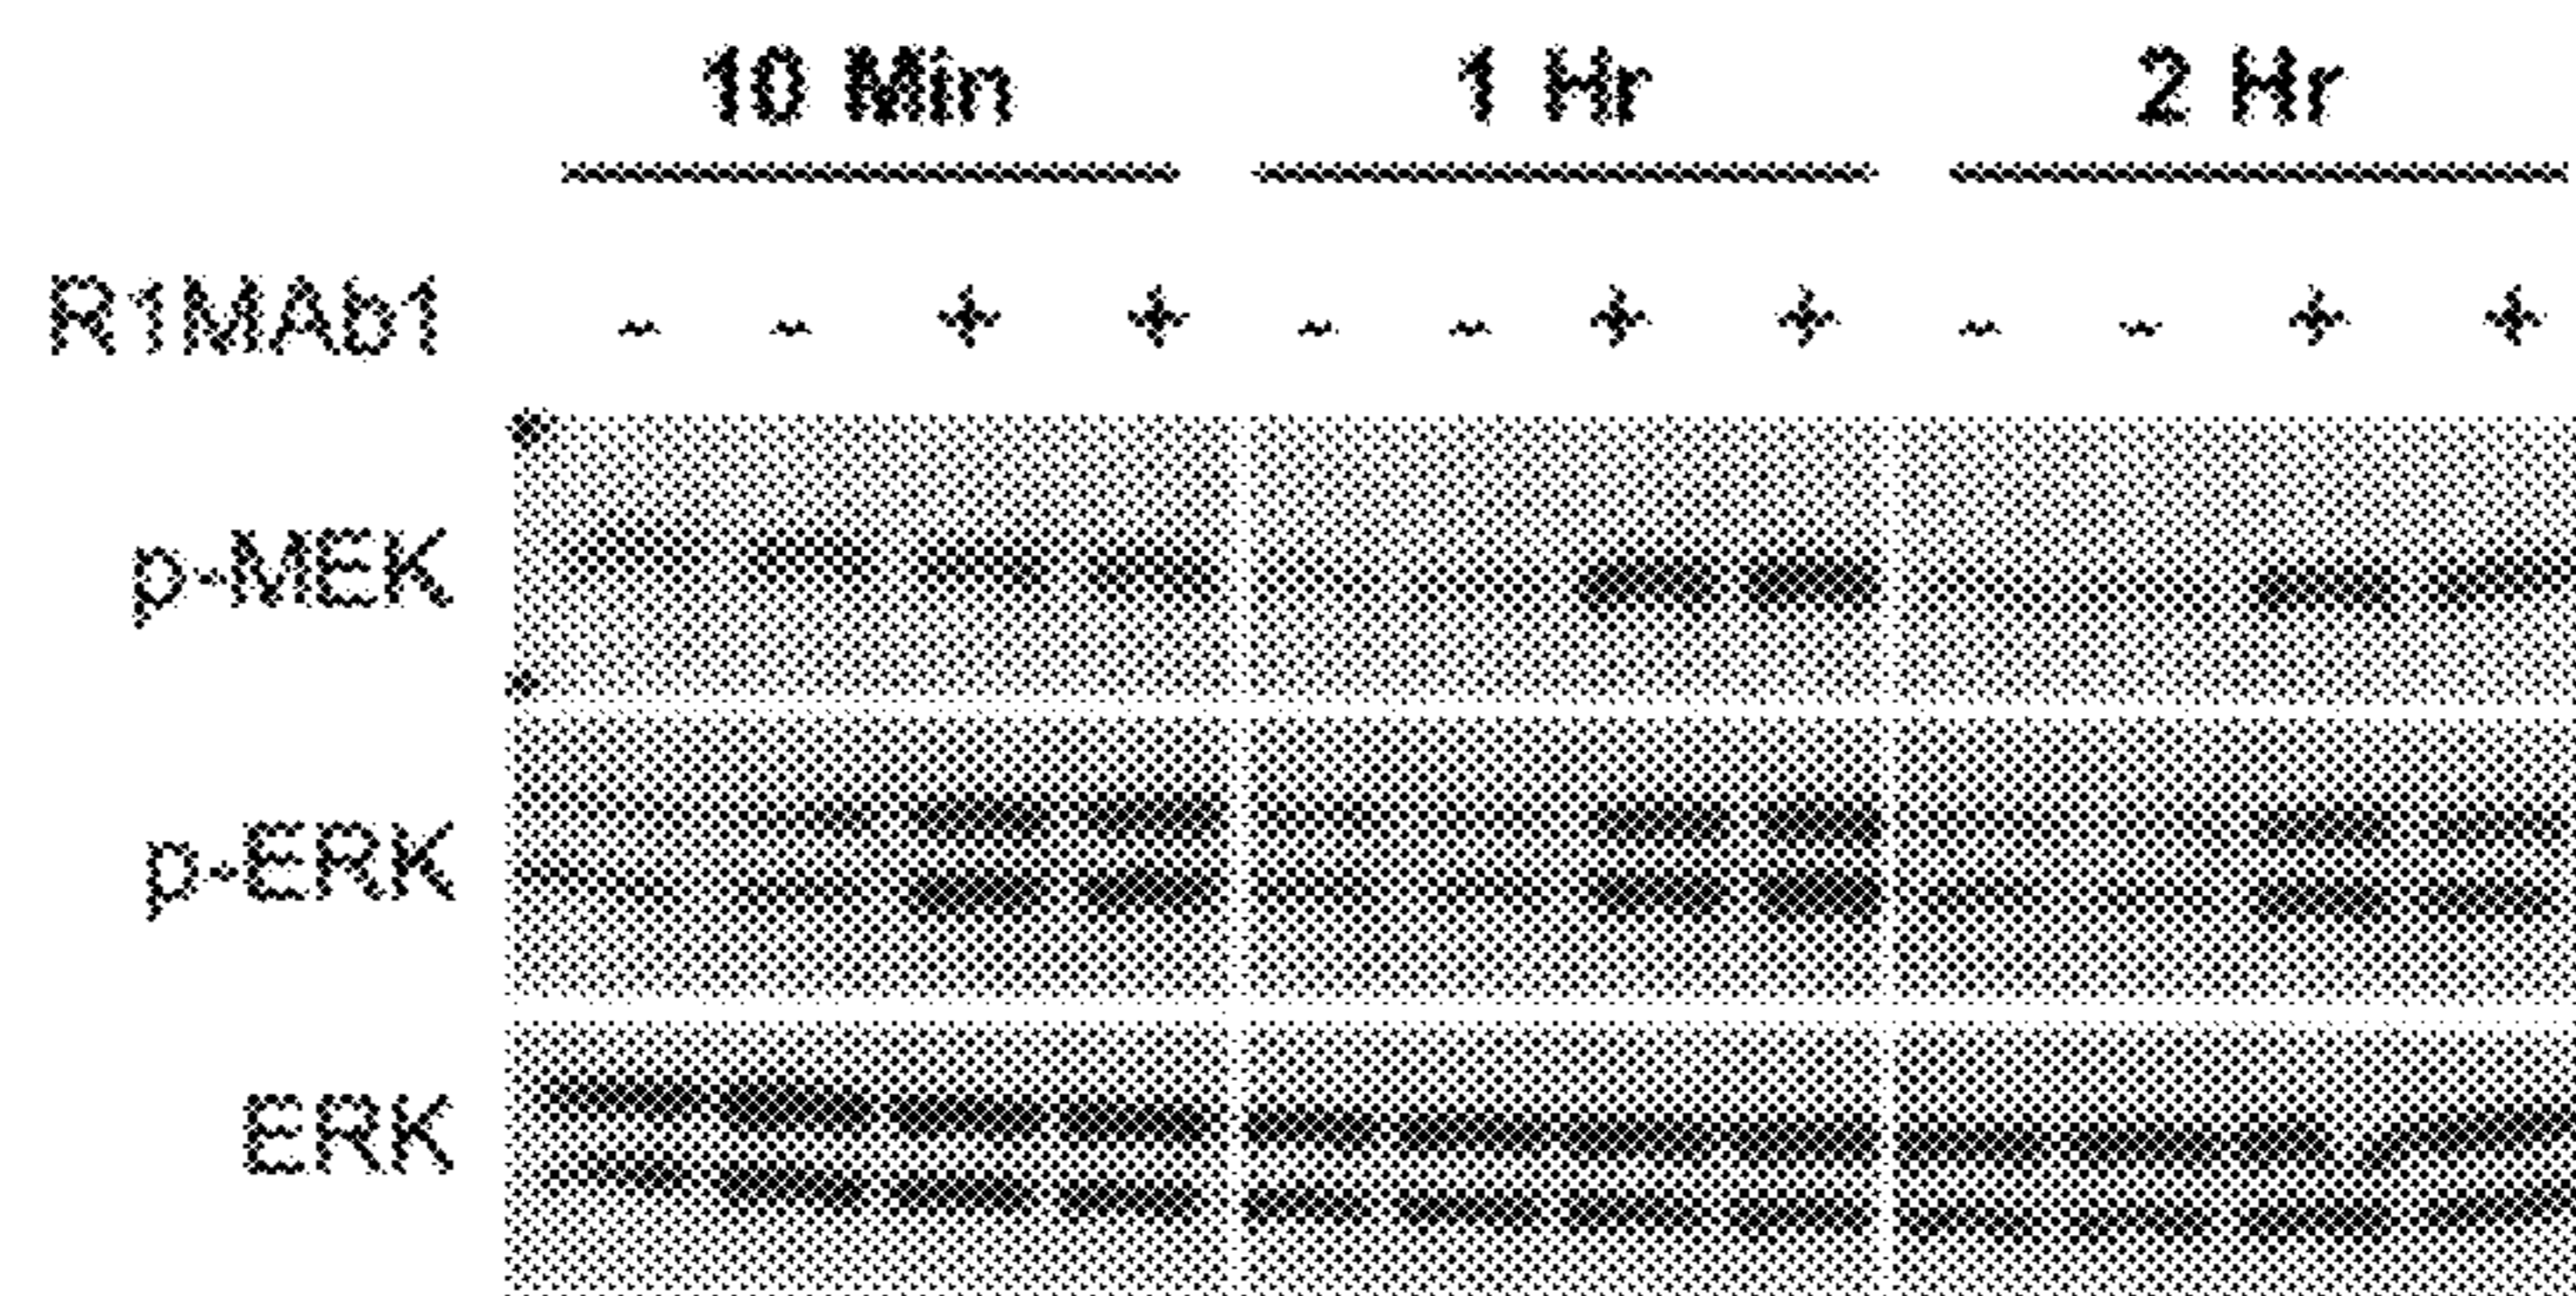 10 Min 1 Hr 2 Hr
R1MAb1 - - + + - - + + - - + +
p-MEK
p-ERK
ERK